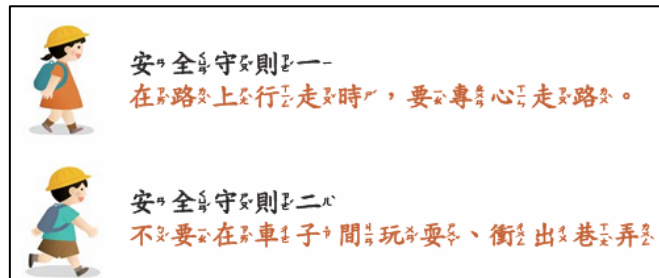 安全守則一
在路上行走時，要專心走路。
安全守則二
不要在車子間玩耍、衝出巷弄